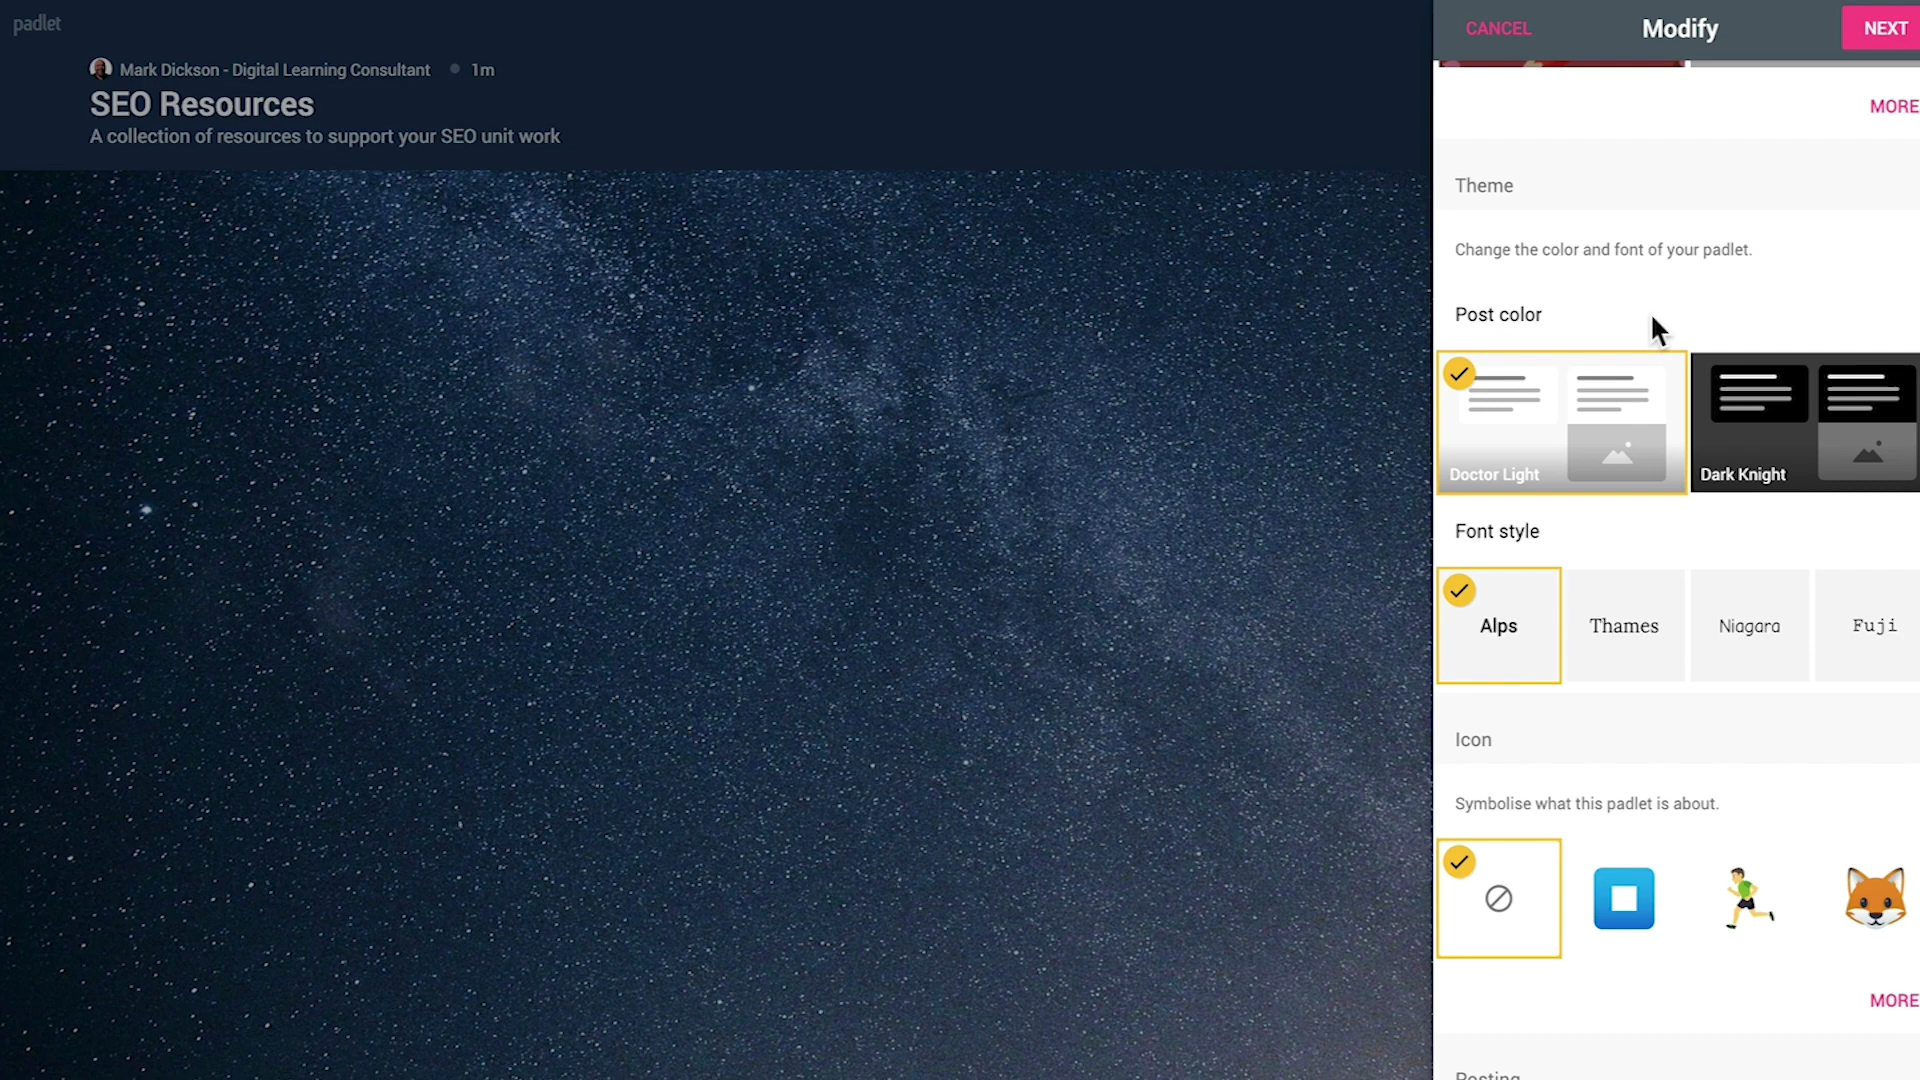 padlet
Mark Dickson - Digital Learning Consultant • 1m
SEO Resources
A collection of resources to support your SEO unit work
CANCEL
Modify
NEXT
MORE
Theme
Change the color and font of your padlet.
Post color
Doctor Light
Dark Knight
Font style
Alps
Thames
Niagara
Fuji
Icon
Symbolise what this padlet is about.
MORE
Posting